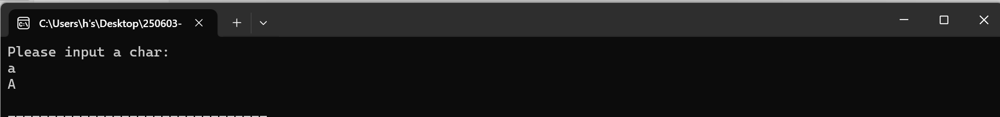 C:\Users\h's\Desktop\250603-
Please input a char:
a
A
--------------------------------